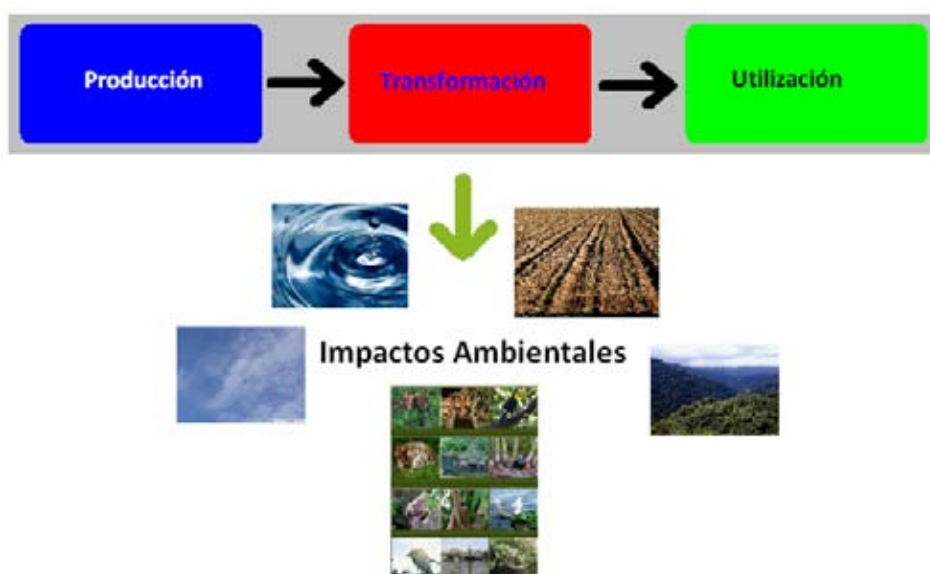 Producción
Transformación
Utilización
Impactos Ambientales